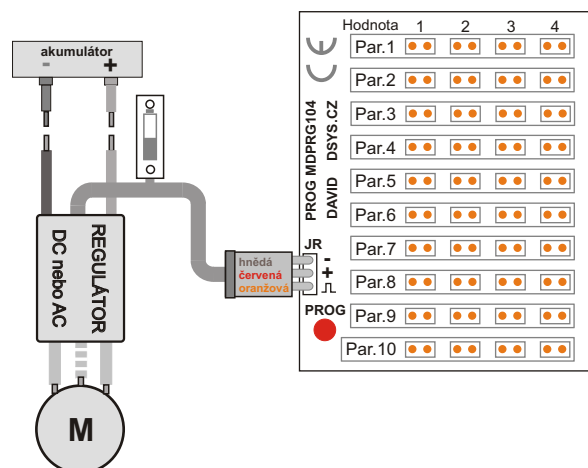 akumulátor
- +
REGULÁTOR
DC nebo AC
M
hnědá
červená
oranžová
JR
-
+
PROG
PROG MDPRG104
DAVID DSYS.CZ
Hodnota 1 2 3 4
Par.1
Par.2
Par.3
Par.4
Par.5
Par.6
Par.7
Par.8
Par.9
Par.10